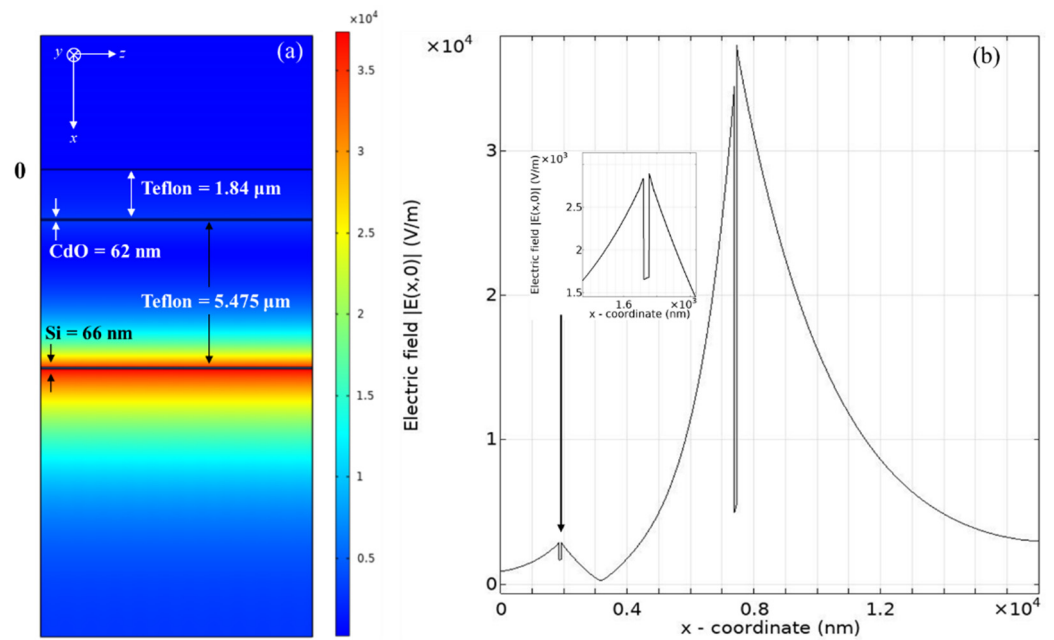 (a)
y
z
x
0
Teflon = 1.84 μm
CdO = 62 nm
Teflon = 5.475 μm
Si = 66 nm
×10⁴
3.5
3
2.5
2
1.5
1
0.5
×10⁴
(b)
Electric field |E(x,0)| (V/m)
3
2
1
0
0
0.4
0.8
1.2
×10⁴
x - coordinate (nm)
×10³
Electric field |E(x,0)| (V/m)
2.5
2
1.5
1.6
×10³
x - coordinate (nm)